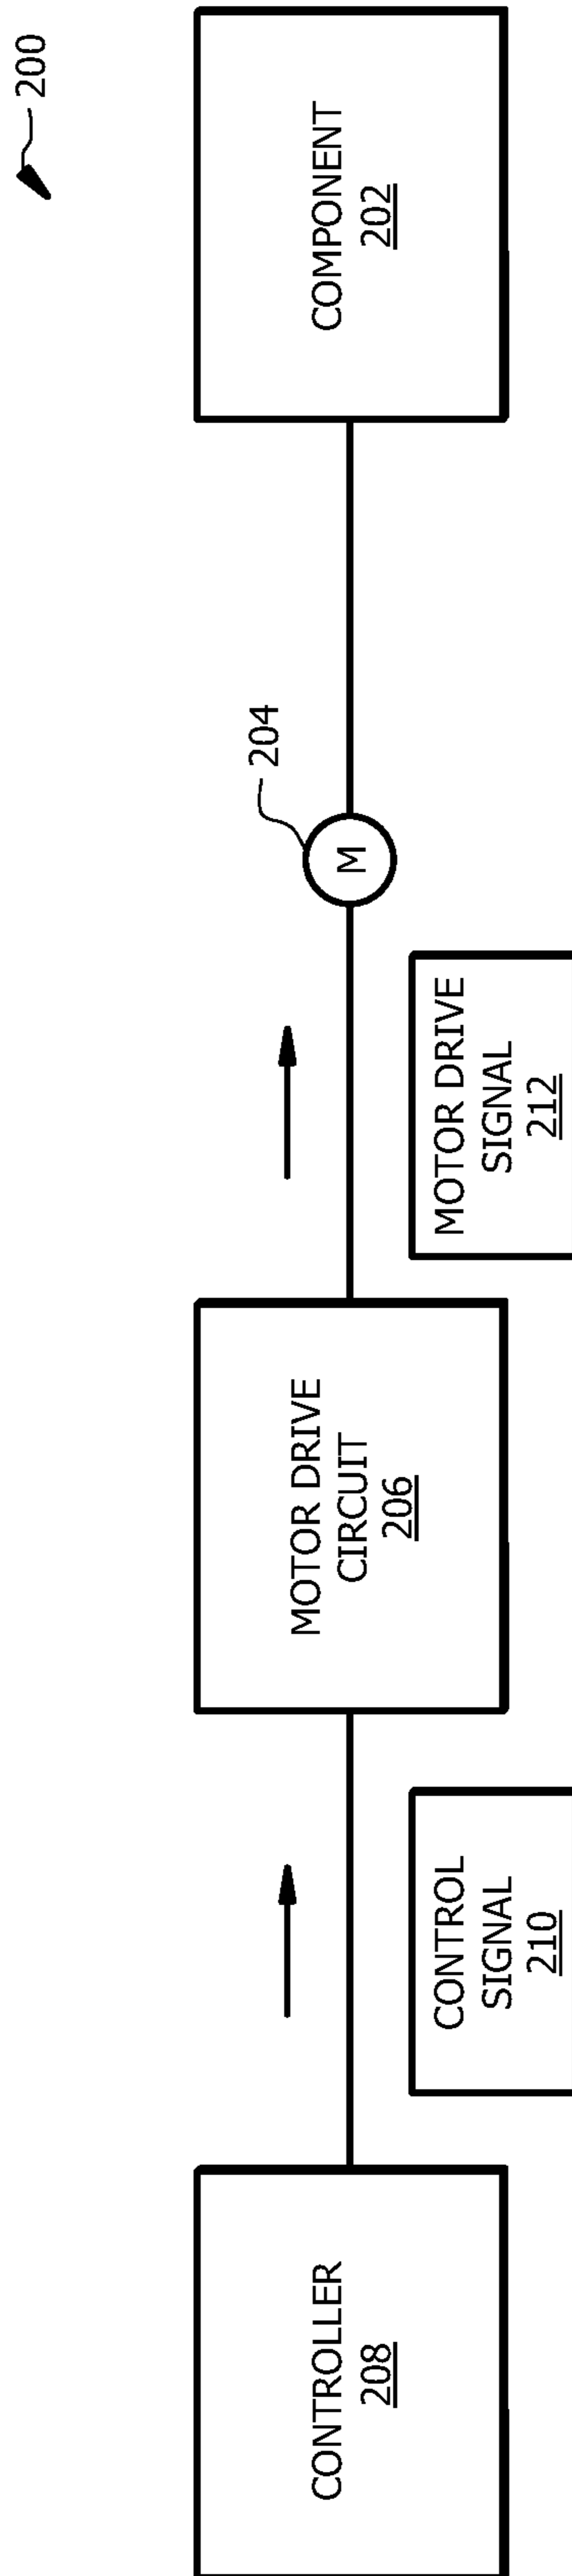 200
CONTROLLER
208
CONTROL
SIGNAL
210
MOTOR DRIVE
CIRCUIT
206
MOTOR DRIVE
SIGNAL
212
M
204
COMPONENT
202